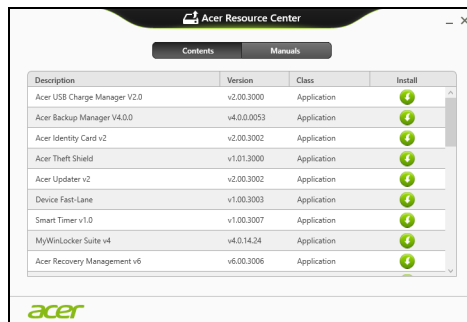 Acer Resource Center
Contents Manuals
Description Version Class Install
Acer USB Charge Manager V2.0 v2.00.3000 Application
Acer Backup Manager V4.0.0 v4.0.0.0053 Application
Acer Identity Card v2 v2.00.3002 Application
Acer Theft Shield v1.01.3000 Application
Acer Updater v2 v2.00.3002 Application
Device Fast-Lane v1.00.3003 Application
Smart Timer v1.0 v1.00.3007 Application
MyWinLocker Suite v4 v4.0.14.24 Application
Acer Recovery Management v6 v6.00.3006 Application
acer